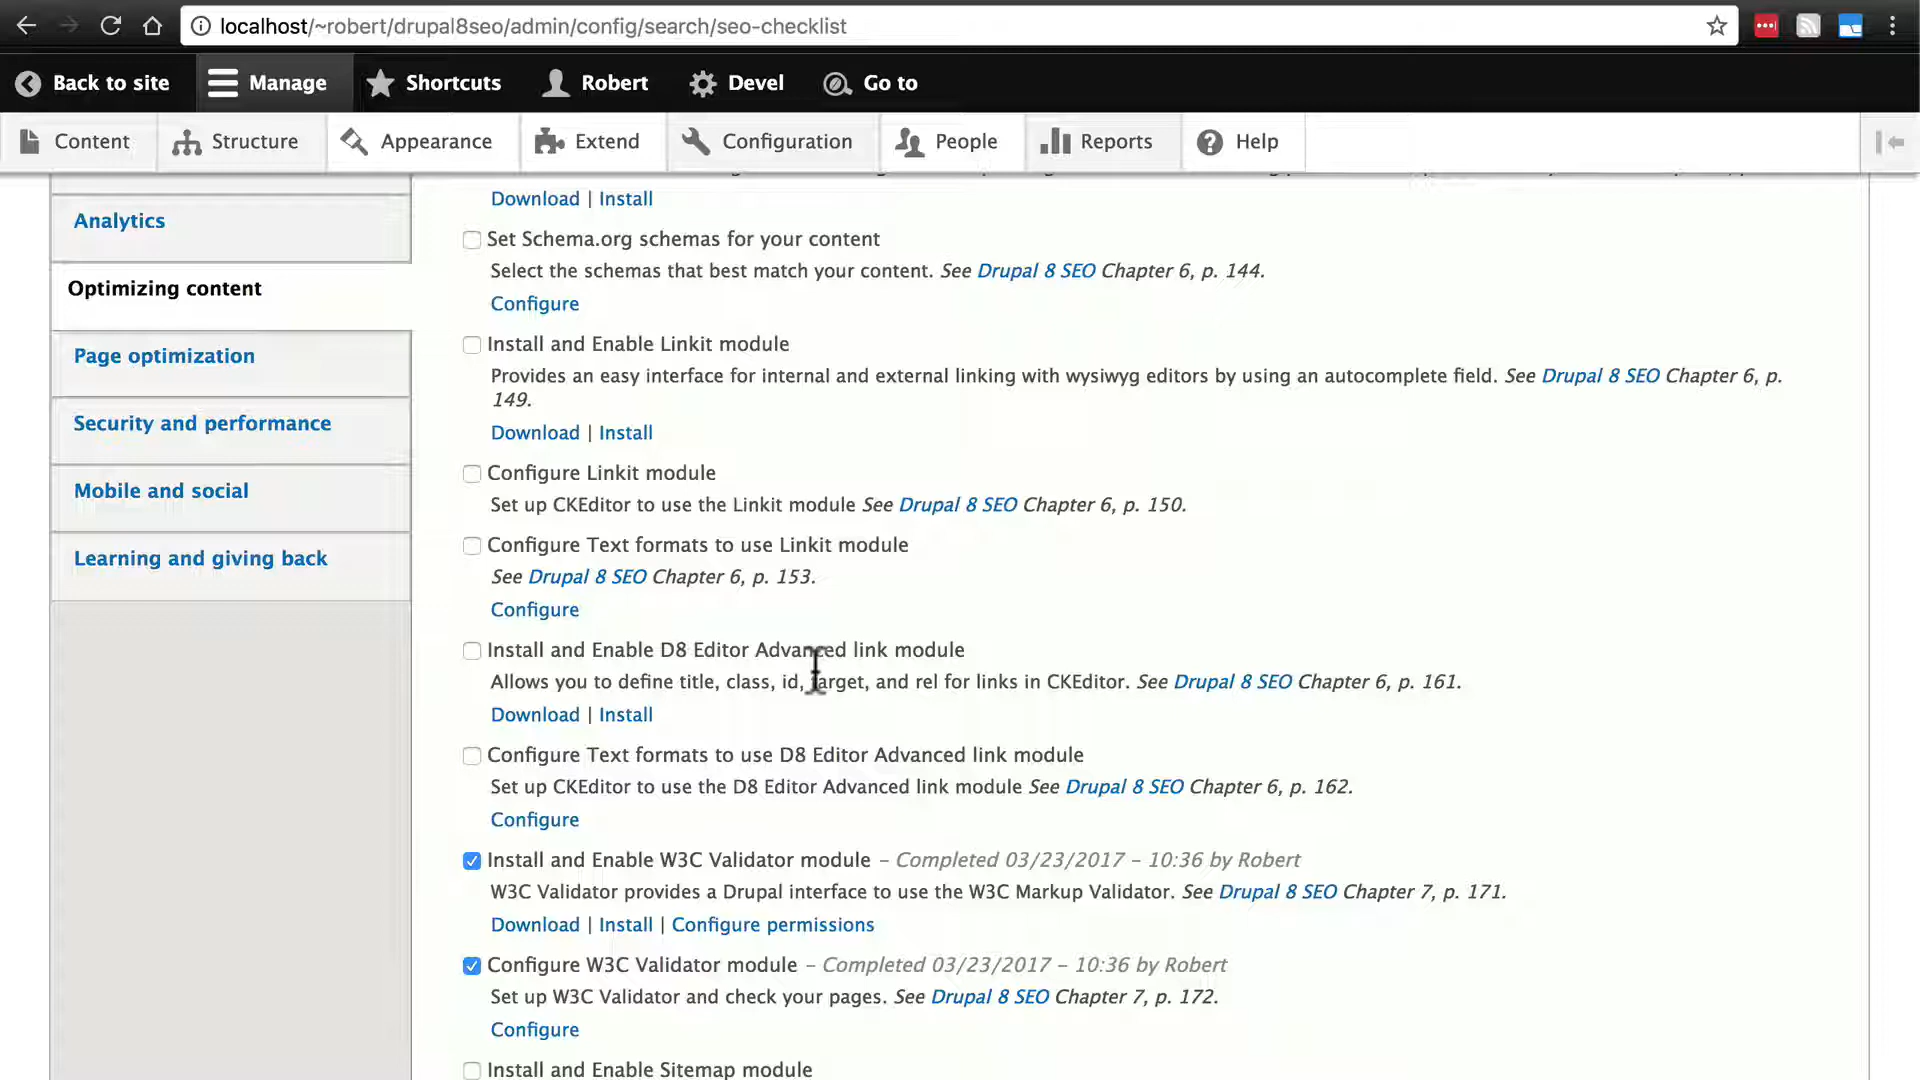 localhost/~robert/drupal8seo/admin/config/search/seo-checklist
Back to site Manage Shortcuts Robert Devel Go to
Content Structure Appearance Extend Configuration People Reports Help
Download | Install
Analytics
Set Schema.org schemas for your content
Select the schemas that best match your content. See Drupal 8 SEO Chapter 6, p. 144.
Optimizing content
Configure
Install and Enable Linkit module
Page optimization
Provides an easy interface for internal and external linking with wysiwyg editors by using an autocomplete field. See Drupal 8 SEO Chapter 6, p.
149.
Security and performance
Download | Install
Configure Linkit module
Mobile and social
Set up CKEditor to use the Linkit module See Drupal 8 SEO Chapter 6, p. 150.
Configure Text formats to use Linkit module
Learning and giving back
See Drupal 8 SEO Chapter 6, p. 153.
Configure
Install and Enable D8 Editor Advanced link module
Allows you to define title, class, id, target, and rel for links in CKEditor. See Drupal 8 SEO Chapter 6, p. 161.
Download | Install
Configure Text formats to use D8 Editor Advanced link module
Set up CKEditor to use the D8 Editor Advanced link module See Drupal 8 SEO Chapter 6, p. 162.
Configure
Install and Enable W3C Validator module – Completed 03/23/2017 – 10:36 by Robert
W3C Validator provides a Drupal interface to use the W3C Markup Validator. See Drupal 8 SEO Chapter 7, p. 171.
Download | Install | Configure permissions
Configure W3C Validator module – Completed 03/23/2017 – 10:36 by Robert
Set up W3C Validator and check your pages. See Drupal 8 SEO Chapter 7, p. 172.
Configure
Install and Enable Sitemap module